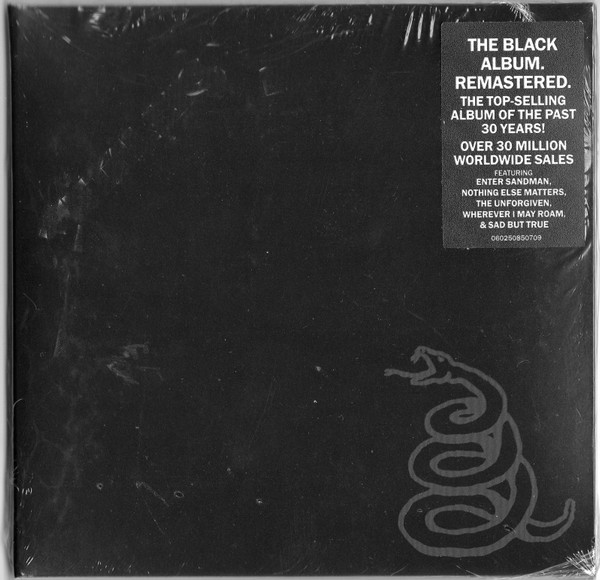 THE BLACK
ALBUM.
REMASTERED.
THE TOP-SELLING
ALBUM OF THE PAST
30 YEARS!
OVER 30 MILLION
WORLDWIDE SALES
FEATURING
ENTER SANDMAN,
NOTHING ELSE MATTERS,
THE UNFORGIVEN,
WHEREVER I MAY ROAM,
& SAD BUT TRUE
060250850709